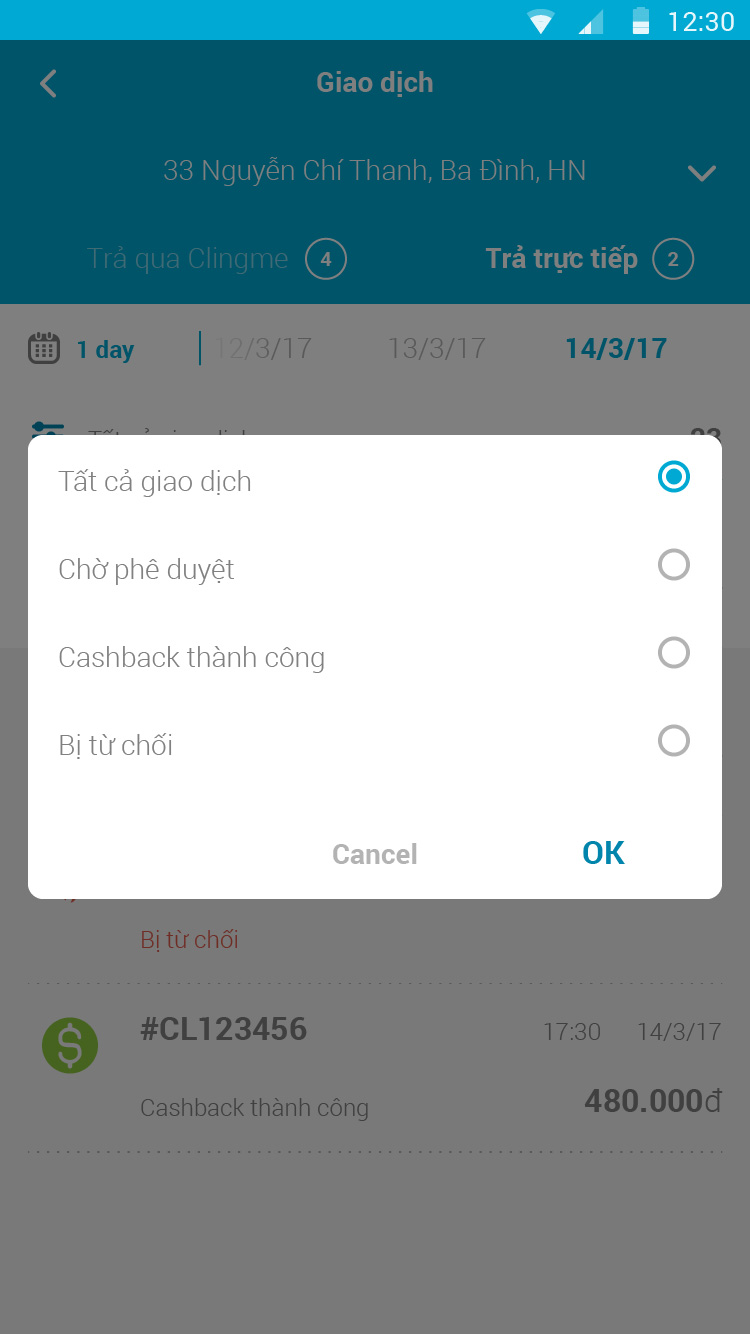 12:30
Giao dịch
33 Nguyễn Chí Thanh, Ba Đình, HN
Trả qua Clingme 4 Trả trực tiếp 2
1 day 12/3/17 13/3/17 14/3/17
Tất cả giao dịch
Chờ phê duyệt
Cashback thành công
Bị từ chối
Cancel OK
Bị từ chối
#CL123456 17:30 14/3/17
Cashback thành công 480.000đ